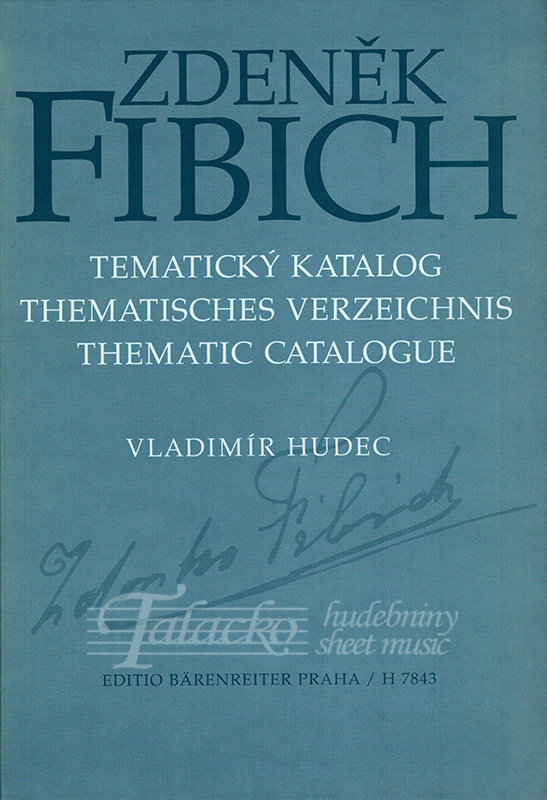 ZDENĚK
FIBICH
TEMATICKÝ KATALOG
THEMATISCHES VERZEICHNIS
THEMATIC CATALOGUE
VLADIMÍR HUDEC
Zdenko Fibich
Talacko hudebniny
sheet music
EDITIO BÄRENREITER PRAHA / H 7843